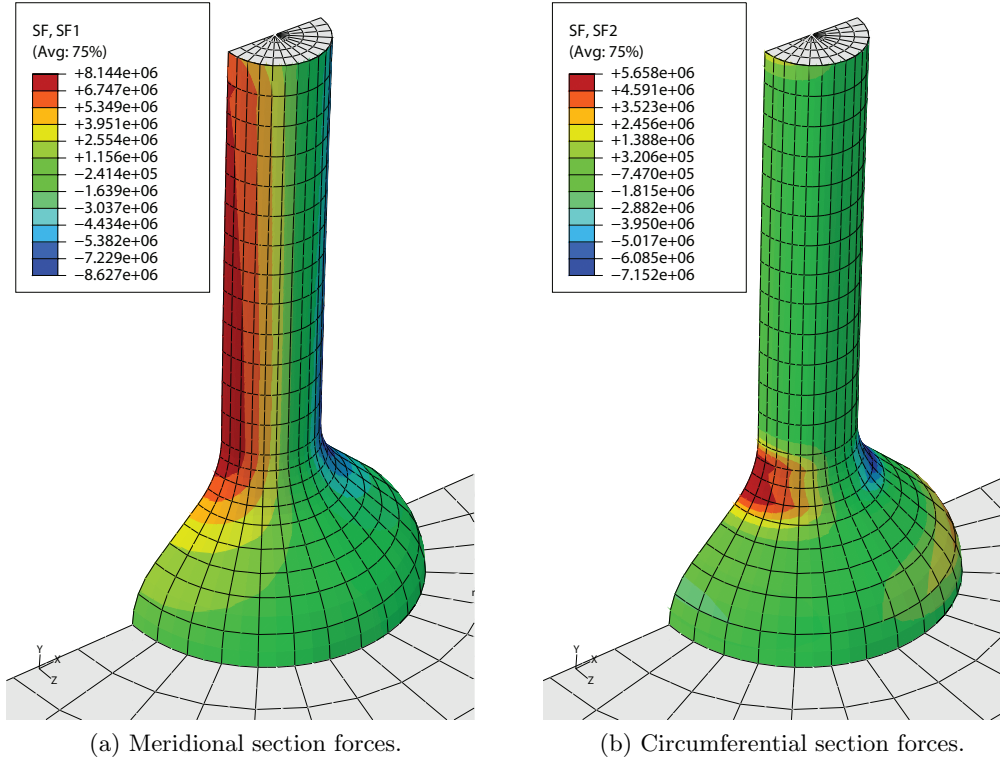 SF, SF1
(Avg: 75%)
+8.144e+06
+6.747e+06
+5.349e+06
+3.951e+06
+2.554e+06
+1.156e+06
−2.414e+05
−1.639e+06
−3.037e+06
−4.434e+06
−5.382e+06
−7.229e+06
−8.627e+06
Y
X
Z
(a) Meridional section forces.
SF, SF2
(Avg: 75%)
+5.658e+06
+4.591e+06
+3.523e+06
+2.456e+06
+1.388e+06
+3.206e+05
−7.470e+05
−1.815e+06
−2.882e+06
−3.950e+06
−5.017e+06
−6.085e+06
−7.152e+06
Y
X
Z
(b) Circumferential section forces.